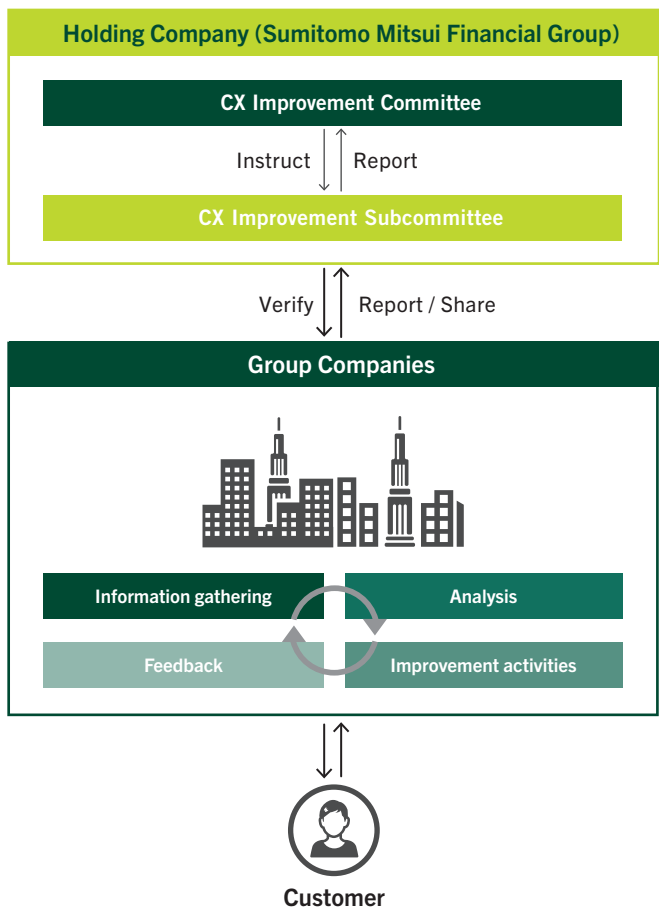 Holding Company (Sumitomo Mitsui Financial Group)
CX Improvement Committee
Instruct Report
CX Improvement Subcommittee
Verify Report / Share
Group Companies
Information gathering Analysis
Feedback Improvement activities
Customer